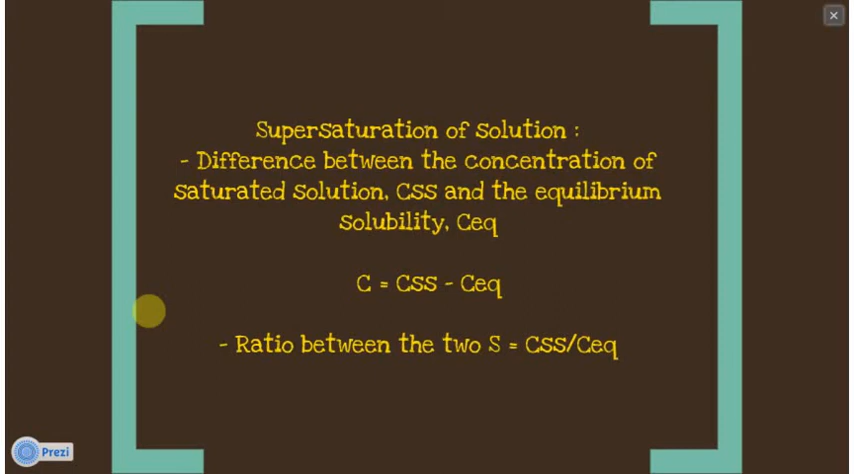 Supersaturation of solution :
- Difference between the concentration of
saturated solution, Css and the equilibrium
solubility, Ceq
C = Css - Ceq
- Ratio between the two S = Css/Ceq
Prezi